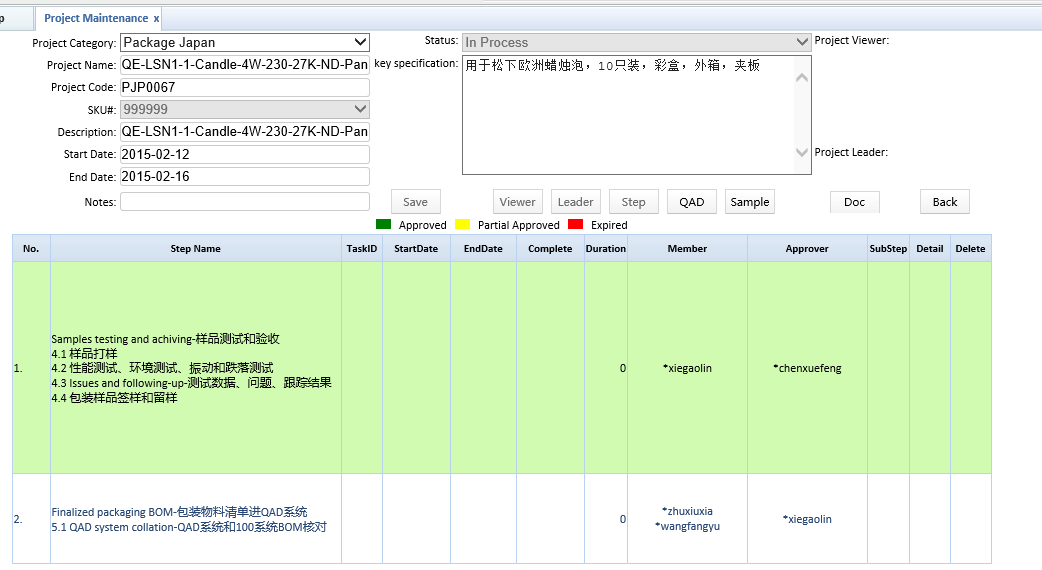 p
Project Maintenance x
Project Category: Package Japan
Status: In Process
Project Viewer:
Project Name: QE-LSN1-1-Candle-4W-230-27K-ND-Pan
key specification: 用于松下欧洲蜡烛泡，10只装，彩盒，外箱，夹板
Project Code: PJP0067
SKU#: 999999
Description: QE-LSN1-1-Candle-4W-230-27K-ND-Pan
Start Date: 2015-02-12
Project Leader:
End Date: 2015-02-16
Notes:
Save Viewer Leader Step QAD Sample Doc Back
Approved Partial Approved Expired
No. Step Name TaskID StartDate EndDate Complete Duration Member Approver SubStep Detail Delete
Samples testing and achiving-样品测试和验收
4.1 样品打样
1. 4.2 性能测试、环境测试、振动和跌落测试 0 *xiegaolin *chenxuefeng
4.3 Issues and following-up-测试数据、问题、跟踪结果
4.4 包装样品签样和留样
Finalized packaging BOM-包装物料清单进QAD系统 *zhuxiuxia
2. 0 *xiegaolin
5.1 QAD system collation-QAD系统和100系统BOM核对 *wangfangyu